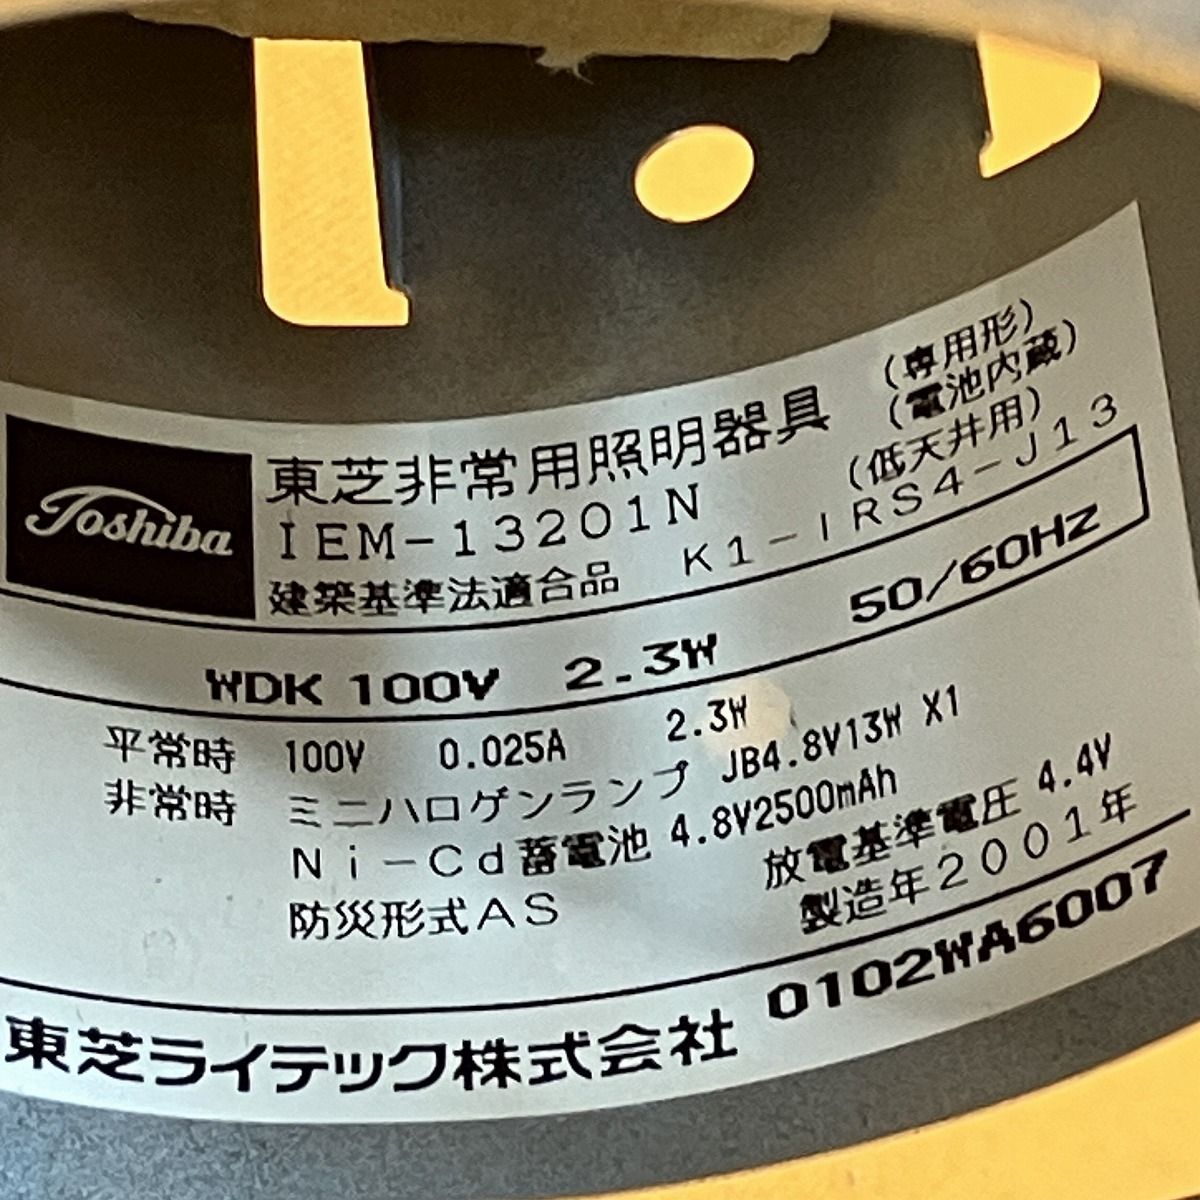 Toshiba
東芝非常用照明器具
(専用形)
(電池内蔵)
(低天井用)
IEM-13201N
建築基準法適合品 K1-IRS4-J13
WDK 100V 2.3W 50/60Hz
平常時 100V 0.025A 2.3W
非常時 ミニハロゲンランプ JB4.8V13W X1
Ni-Cd蓄電池 4.8V2500mAh
放電基準電圧 4.4V
防災形式AS 製造年2001年
東芝ライテック株式会社 0102WA6007